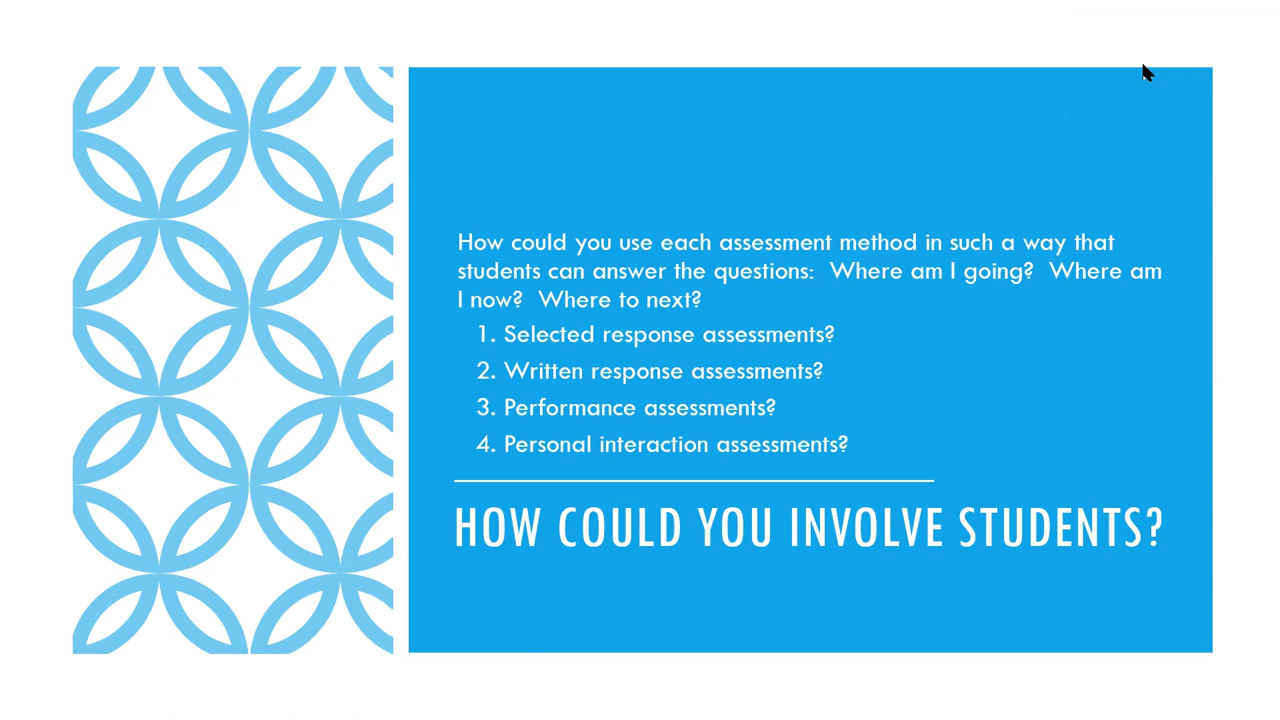 How could you use each assessment method in such a way that
students can answer the questions:  Where am I going?  Where am
I now?  Where to next?
1. Selected response assessments?
2. Written response assessments?
3. Performance assessments?
4. Personal interaction assessments?
HOW COULD YOU INVOLVE STUDENTS?